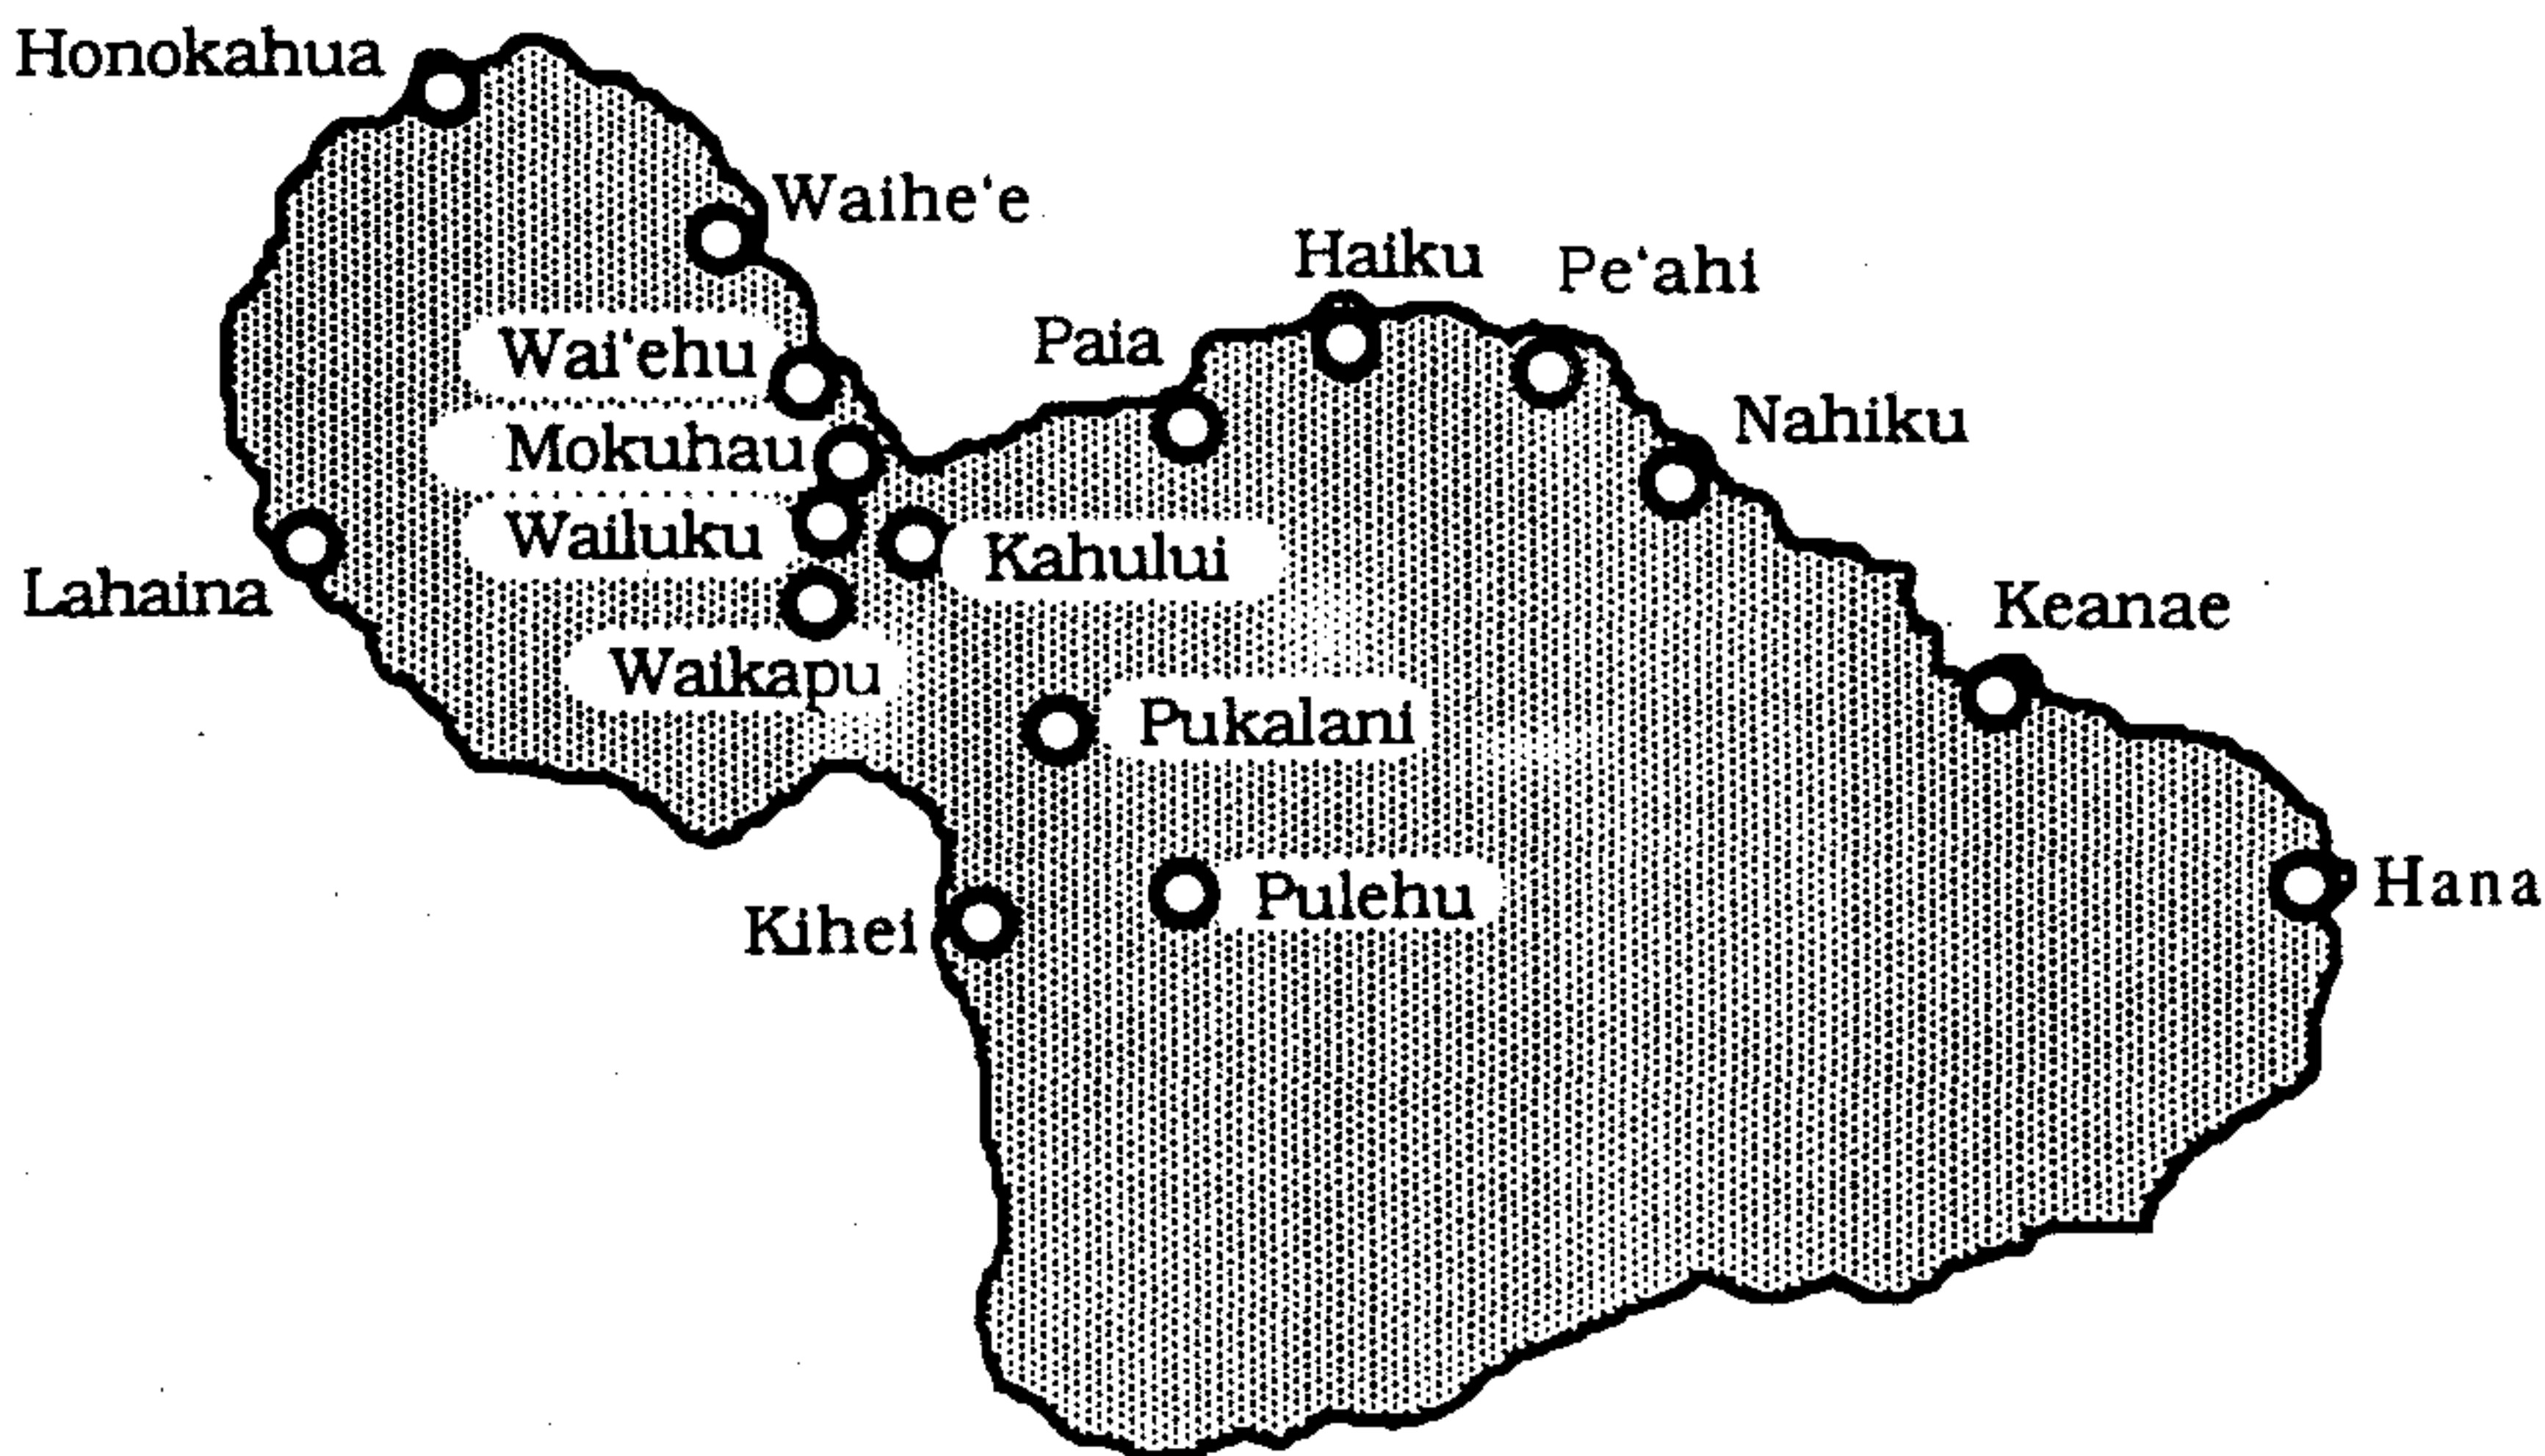 Honokahua
Waihe‘e
Haiku
Pe‘ahi
Wai‘ehu
Paia
Nahiku
Mokuhau
Wailuku
Kahului
Lahaina
Keanae
Waikapu
Pukalani
Pulehu
Hana
Kihei